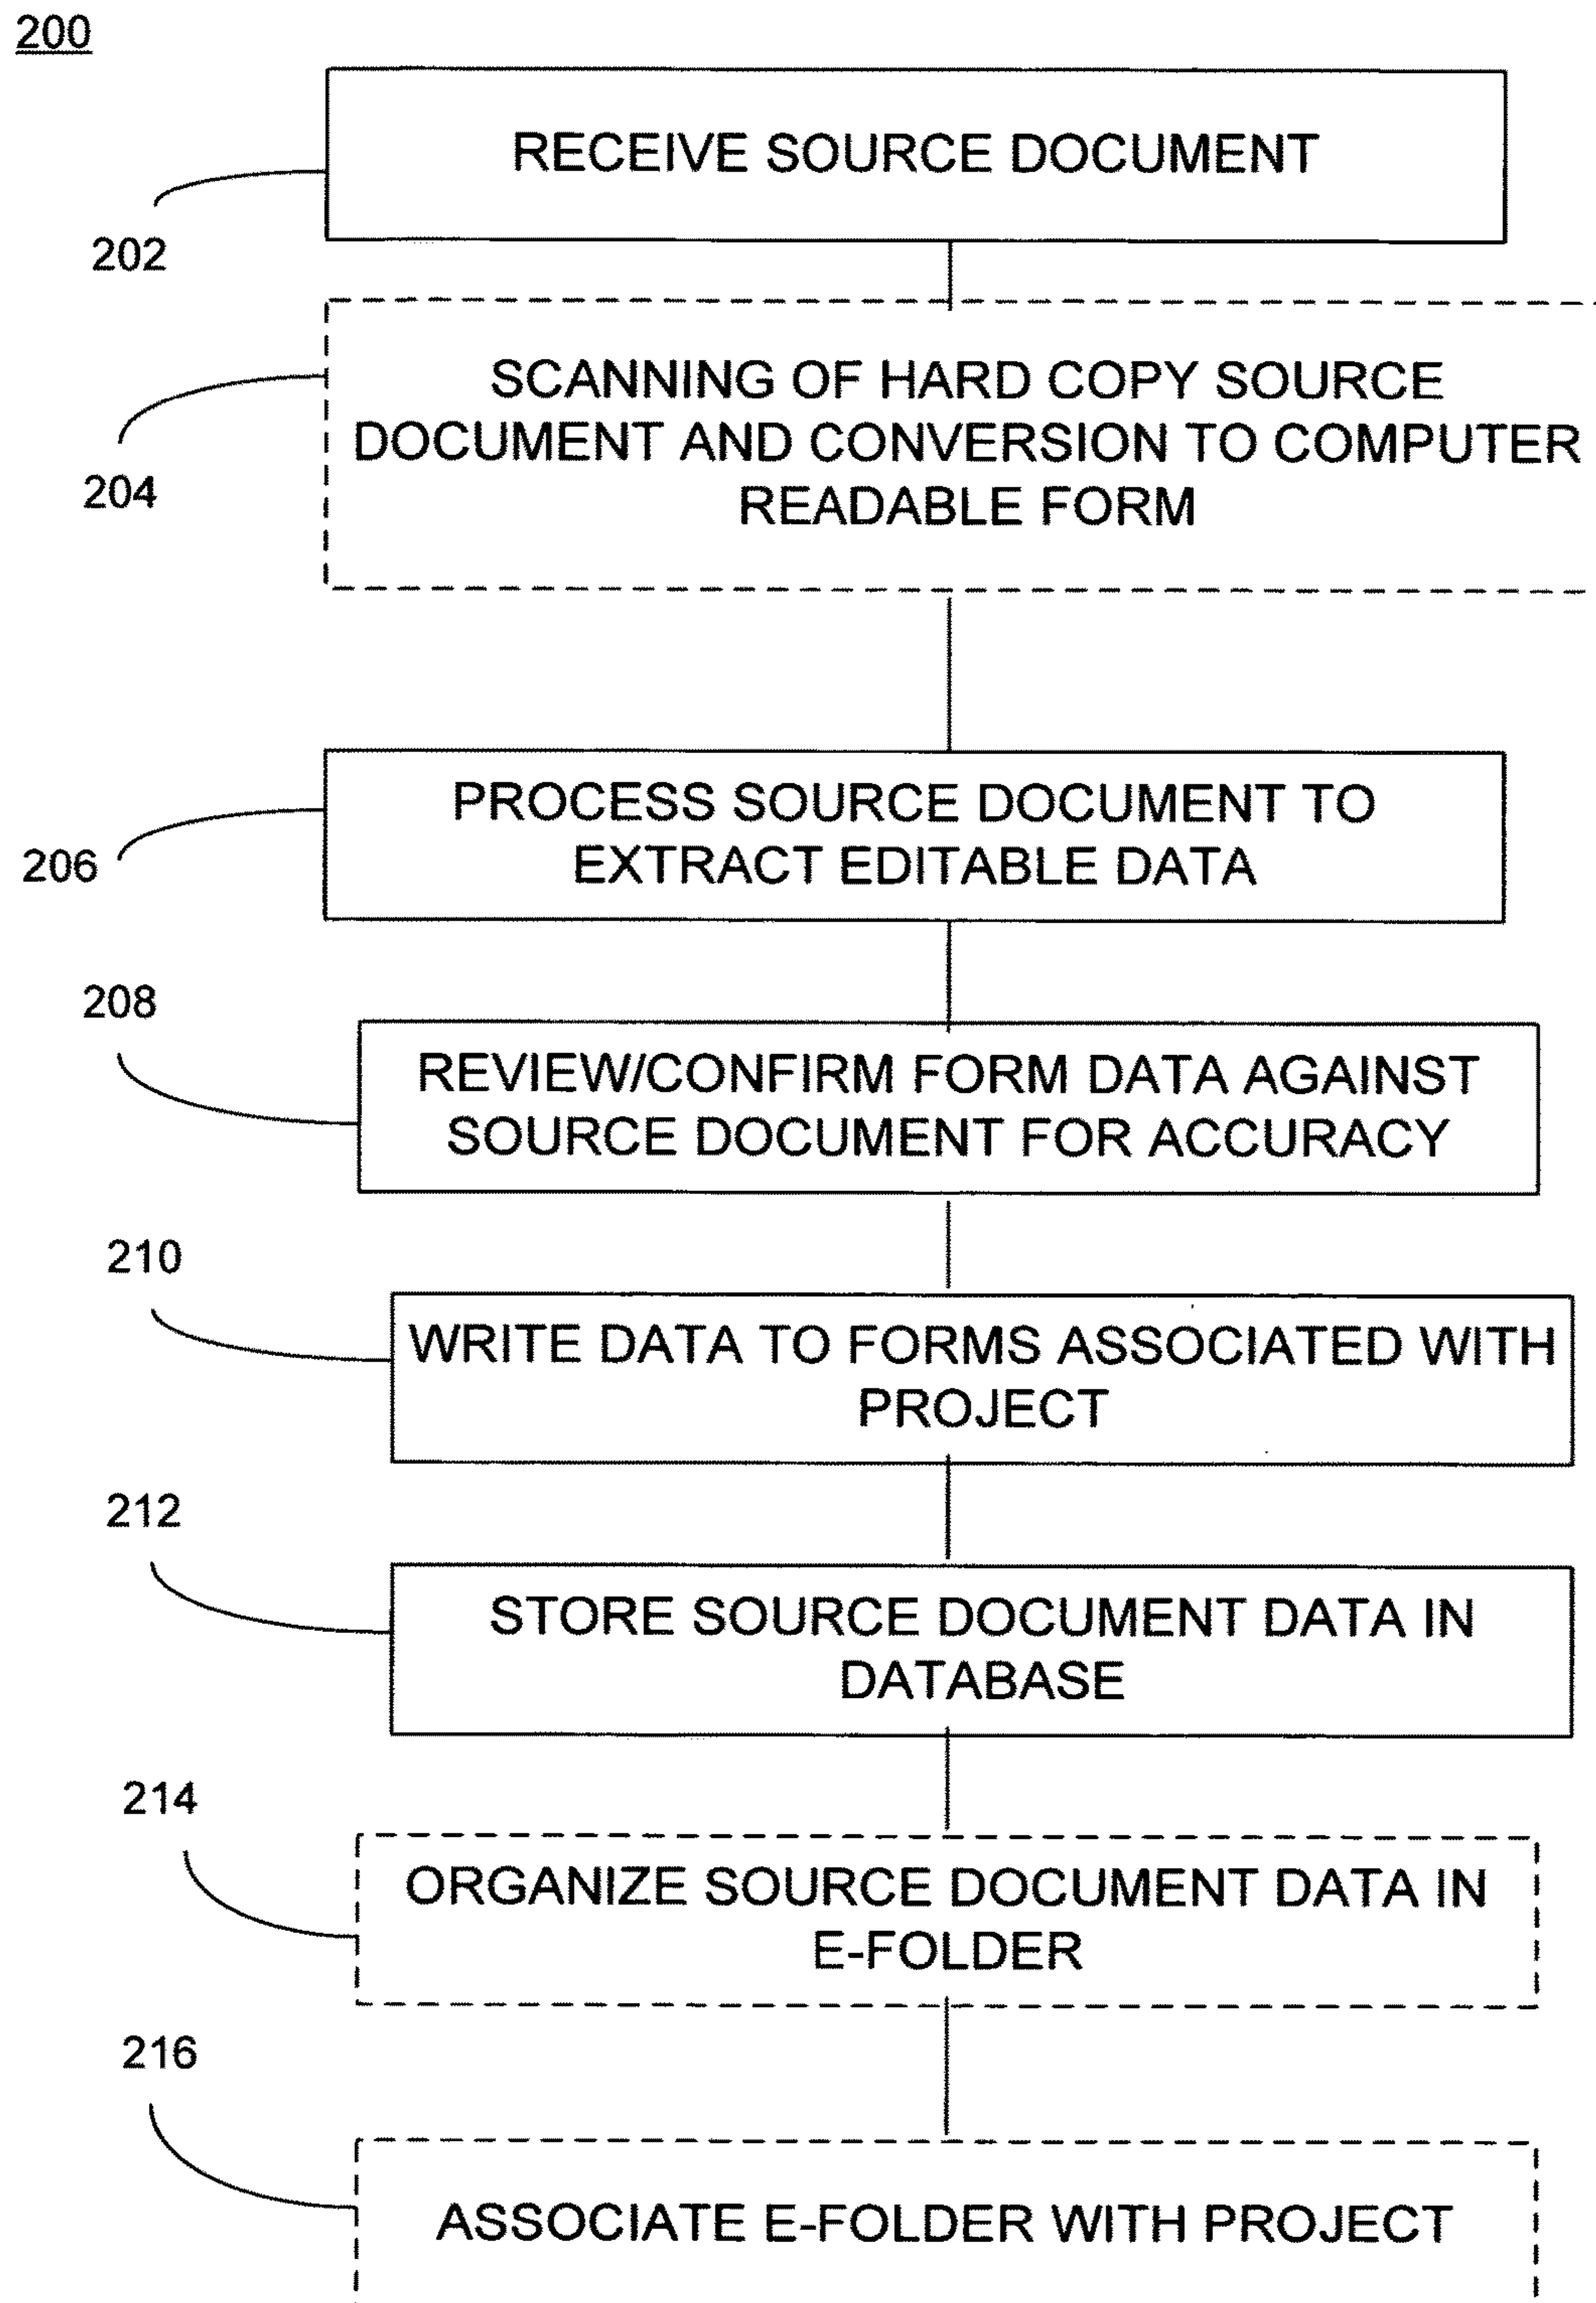 200
RECEIVE SOURCE DOCUMENT
202
SCANNING OF HARD COPY SOURCE
DOCUMENT AND CONVERSION TO COMPUTER
READABLE FORM
204
PROCESS SOURCE DOCUMENT TO
EXTRACT EDITABLE DATA
206
208
REVIEW/CONFIRM FORM DATA AGAINST
SOURCE DOCUMENT FOR ACCURACY
210
WRITE DATA TO FORMS ASSOCIATED WITH
PROJECT
212
STORE SOURCE DOCUMENT DATA IN
DATABASE
214
ORGANIZE SOURCE DOCUMENT DATA IN
E-FOLDER
216
ASSOCIATE E-FOLDER WITH PROJECT